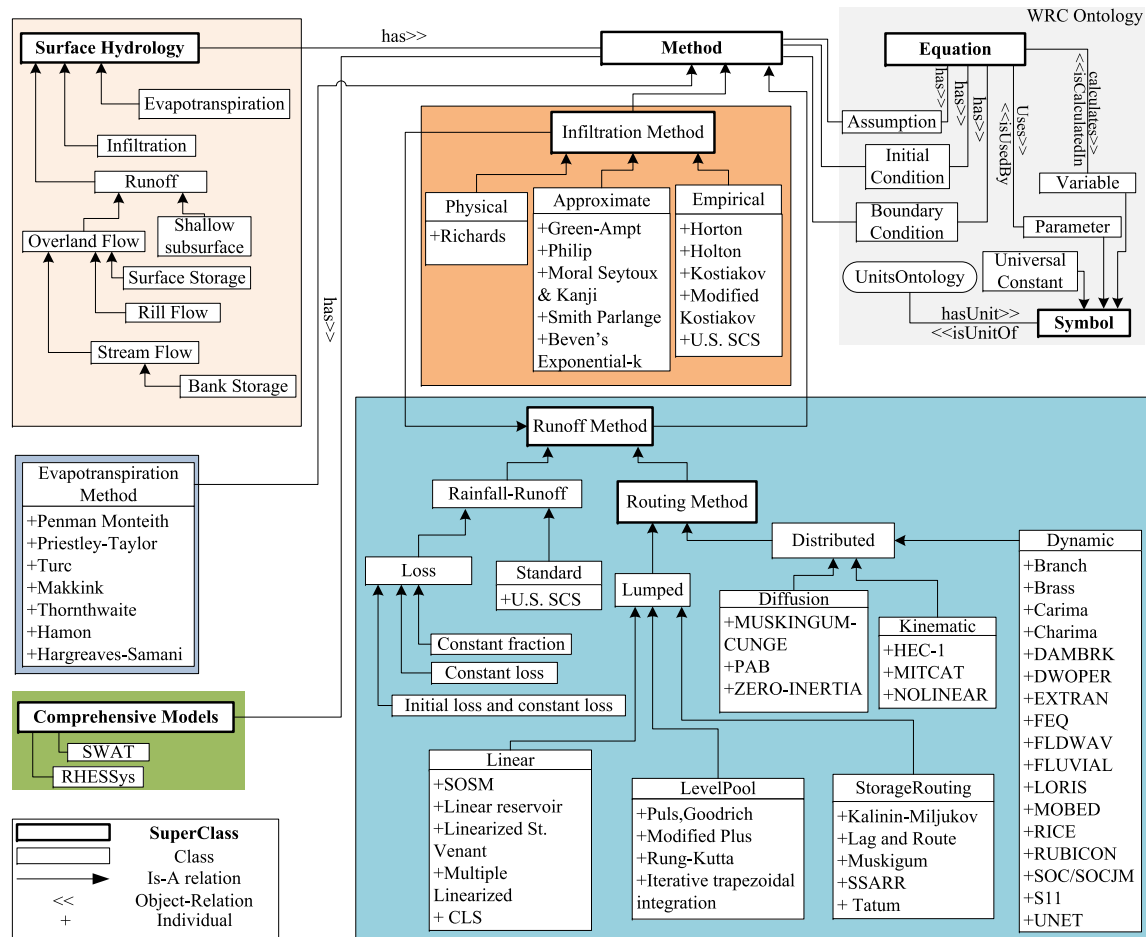 WRC Ontology
Surface Hydrology
has>>
Method
Equation
Evapotranspiration
Infiltration
Runoff
Shallow
subsurface
Overland Flow
Surface Storage
Rill Flow
Stream Flow
Bank Storage
has>>
Infiltration Method
Physical
+Richards
Approximate
+Green-Ampt
+Philip
+Moral Seytoux
& Kanji
+Smith Parlange
+Beven's
Exponential-k
Empirical
+Horton
+Holton
+Kostiakov
+Modified
Kostiakov
+U.S. SCS
has>>
has>>
has>>
Uses>>
<<isUsedBy
calculates>>
<<isCalculatedIn
Assumption
Initial
Condition
Boundary
Condition
Variable
Parameter
Universal
Constant
UnitsOntology
hasUnit>>
<<isUnitOf
Symbol
Evapotranspiration
Method
+Penman Monteith
+Priestley-Taylor
+Turc
+Makkink
+Thornthwaite
+Hamon
+Hargreaves-Samani
Comprehensive Models
SWAT
RHESSys
SuperClass
Class
Is-A relation
<< Object-Relation
+ Individual
Runoff Method
Rainfall-Runoff
Routing Method
Loss
Standard
+U.S. SCS
Constant fraction
Constant loss
Initial loss and constant loss
Lumped
Distributed
Diffusion
+MUSKINGUM-
CUNGE
+PAB
+ZERO-INERTIA
Kinematic
+HEC-1
+MITCAT
+NOLINEAR
Dynamic
+Branch
+Brass
+Carima
+Charima
+DAMBRK
+DWOPER
+EXTRAN
+FEQ
+FLDWAV
+FLUVIAL
+LORIS
+MOBED
+RICE
+RUBICON
+SOC/SOCJM
+S11
+UNET
Linear
+SOSM
+Linear reservoir
+Linearized St.
Venant
+Multiple
Linearized
+ CLS
LevelPool
+Puls,Goodrich
+Modified Plus
+Rung-Kutta
+Iterative trapezoidal
integration
StorageRouting
+Kalinin-Miljukov
+Lag and Route
+Muskigum
+SSARR
+ Tatum